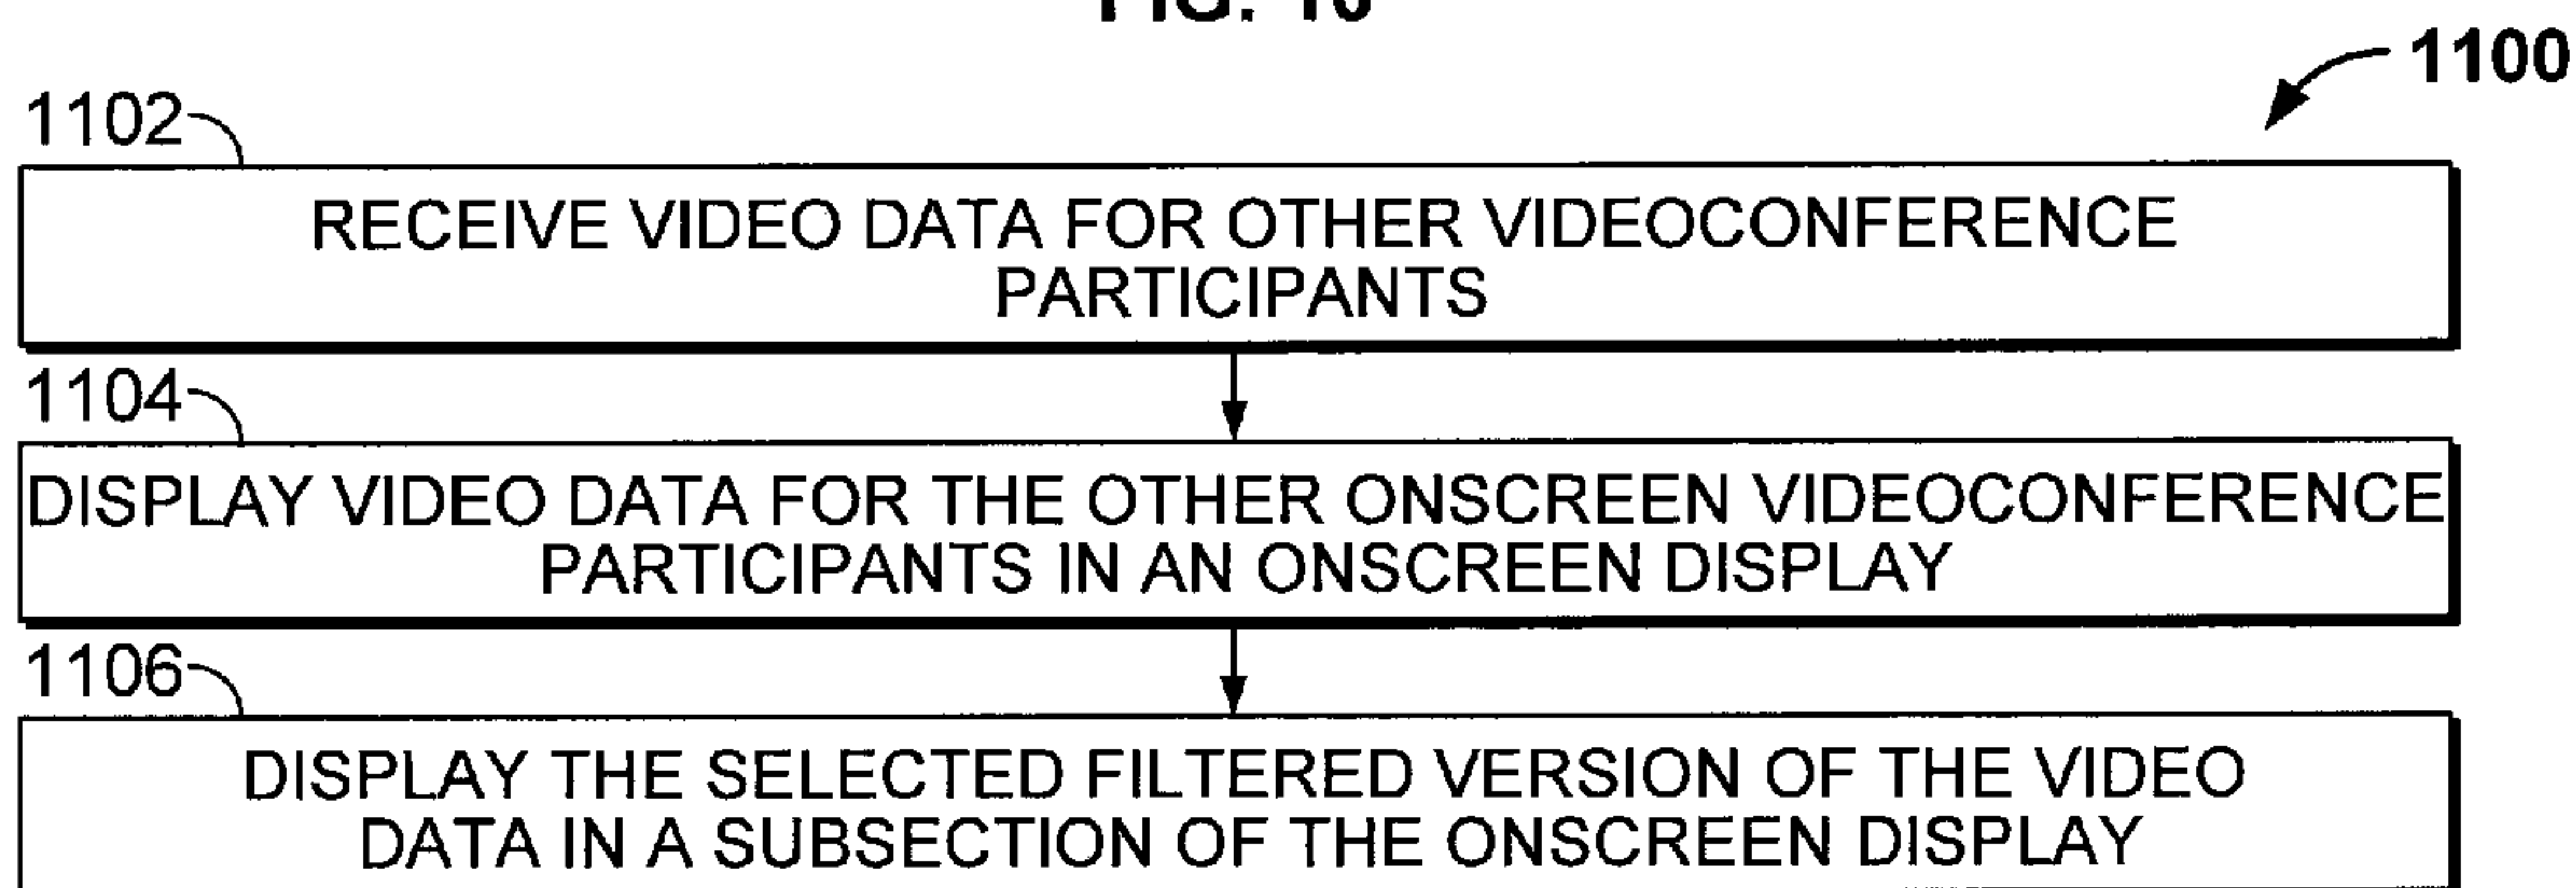 FIG. 10
1100
1102
RECEIVE VIDEO DATA FOR OTHER VIDEOCONFERENCE
PARTICIPANTS
1104
DISPLAY VIDEO DATA FOR THE OTHER ONSCREEN VIDEOCONFERENCE
PARTICIPANTS IN AN ONSCREEN DISPLAY
1106
DISPLAY THE SELECTED FILTERED VERSION OF THE VIDEO
DATA IN A SUBSECTION OF THE ONSCREEN DISPLAY